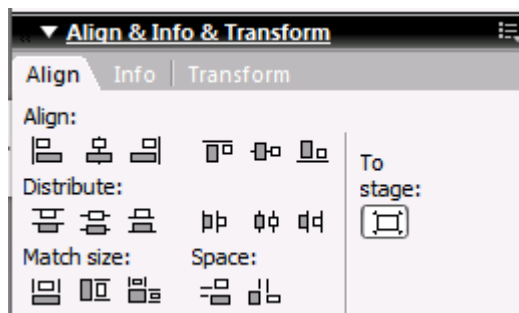 Align & Info & Transform
Align Info Transform
Align:
To
stage:
Distribute:
Match size: Space: